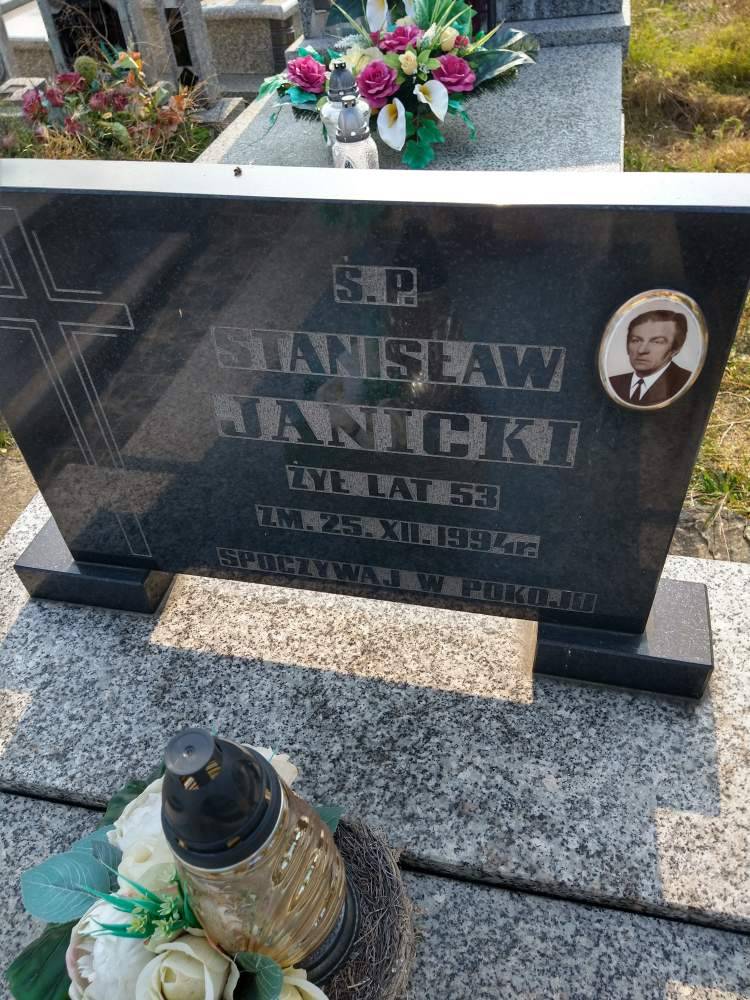 Ś.P.
STANISŁAW
JANICKI
ŻYŁ LAT 53
ZM. 25. XII. 1994r.
SPOCZYWAJ W POKOJU